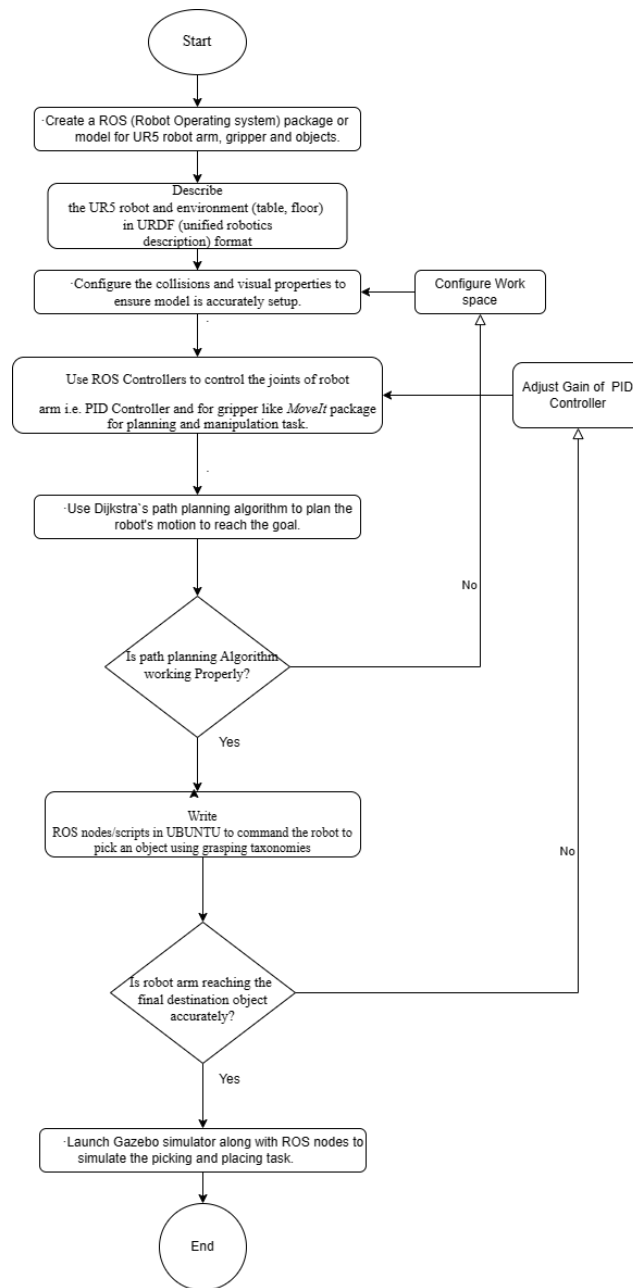 Start
·Create a ROS (Robot Operating system) package or
model for UR5 robot arm, gripper and objects.
Describe
the UR5 robot and environment (table, floor)
in URDF (unified robotics
description) format
·Configure the collisions and visual properties to
ensure model is accurately setup.
Configure Work
space
Use ROS Controllers to control the joints of robot
arm i.e. PID Controller and for gripper like MoveIt package
for planning and manipulation task.
Adjust Gain of PID
Controller
·Use Dijkstra`s path planning algorithm to plan the
robot's motion to reach the goal.
No
Is path planning Algorithm
working Properly?
Yes
Write
ROS nodes/scripts in UBUNTU to command the robot to
pick an object using grasping taxonomies
No
Is robot arm reaching the
final destination object
accurately?
Yes
·Launch Gazebo simulator along with ROS nodes to
simulate the picking and placing task.
End